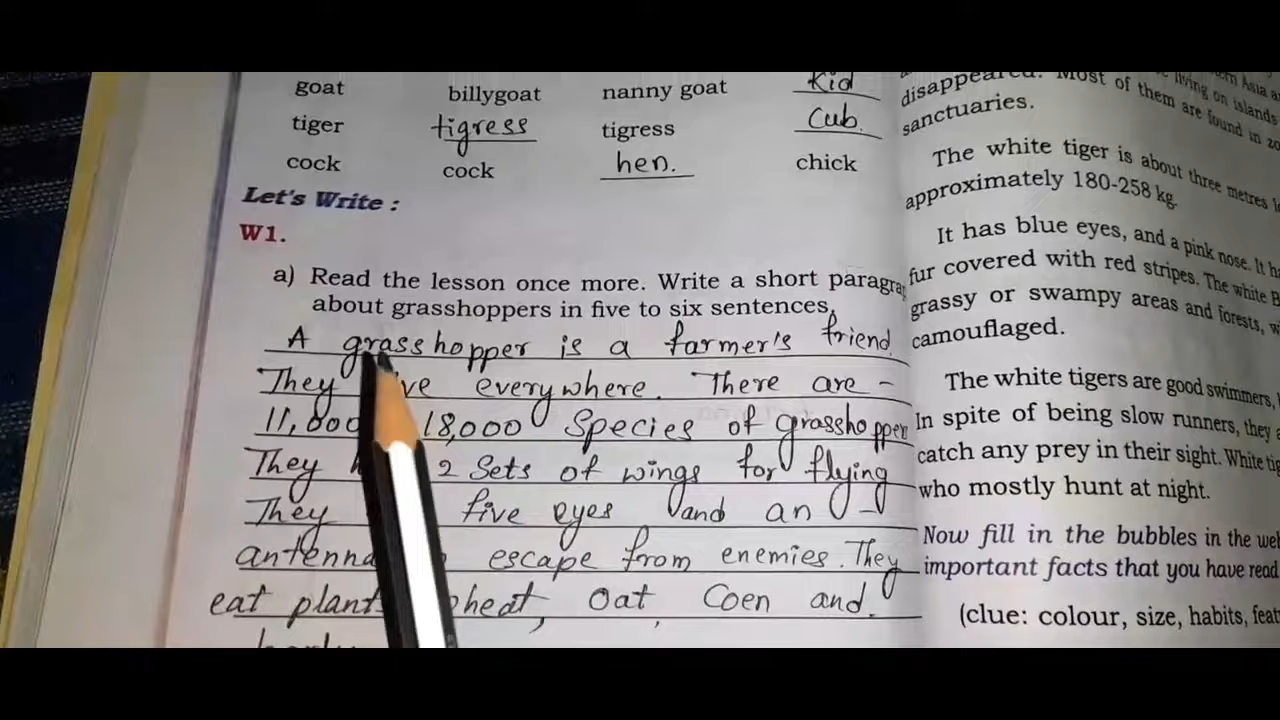 goat billygoat nanny goat Kid
tiger tigress tigress Cub.
cock cock hen. chick
Let's Write :
W1.
a) Read the lesson once more. Write a short
about grasshoppers in five to six sentences.
A grasshopper is a farmer's friend.
They everywhere. There are -
11,000 18,000 Species of grasshopper
They 2 Sets of wings for flying
They five eyes and an -
antenna escape from enemies. They
eat plant oat, Coen and
disappeared. Most of them are found in
living on islands
sanctuaries.
The white tiger is about three metres
approximately 180-258 kg.
It has blue eyes, and a pink nose. It
fur covered with red stripes. The white
grassy or swampy areas and forests,
camouflaged.
The white tigers are good swimmers,
In spite of being slow runners, they
catch any prey in their sight. White
who mostly hunt at night.
Now fill in the bubbles in the
important facts that you have read
(clue: colour, size, habits,